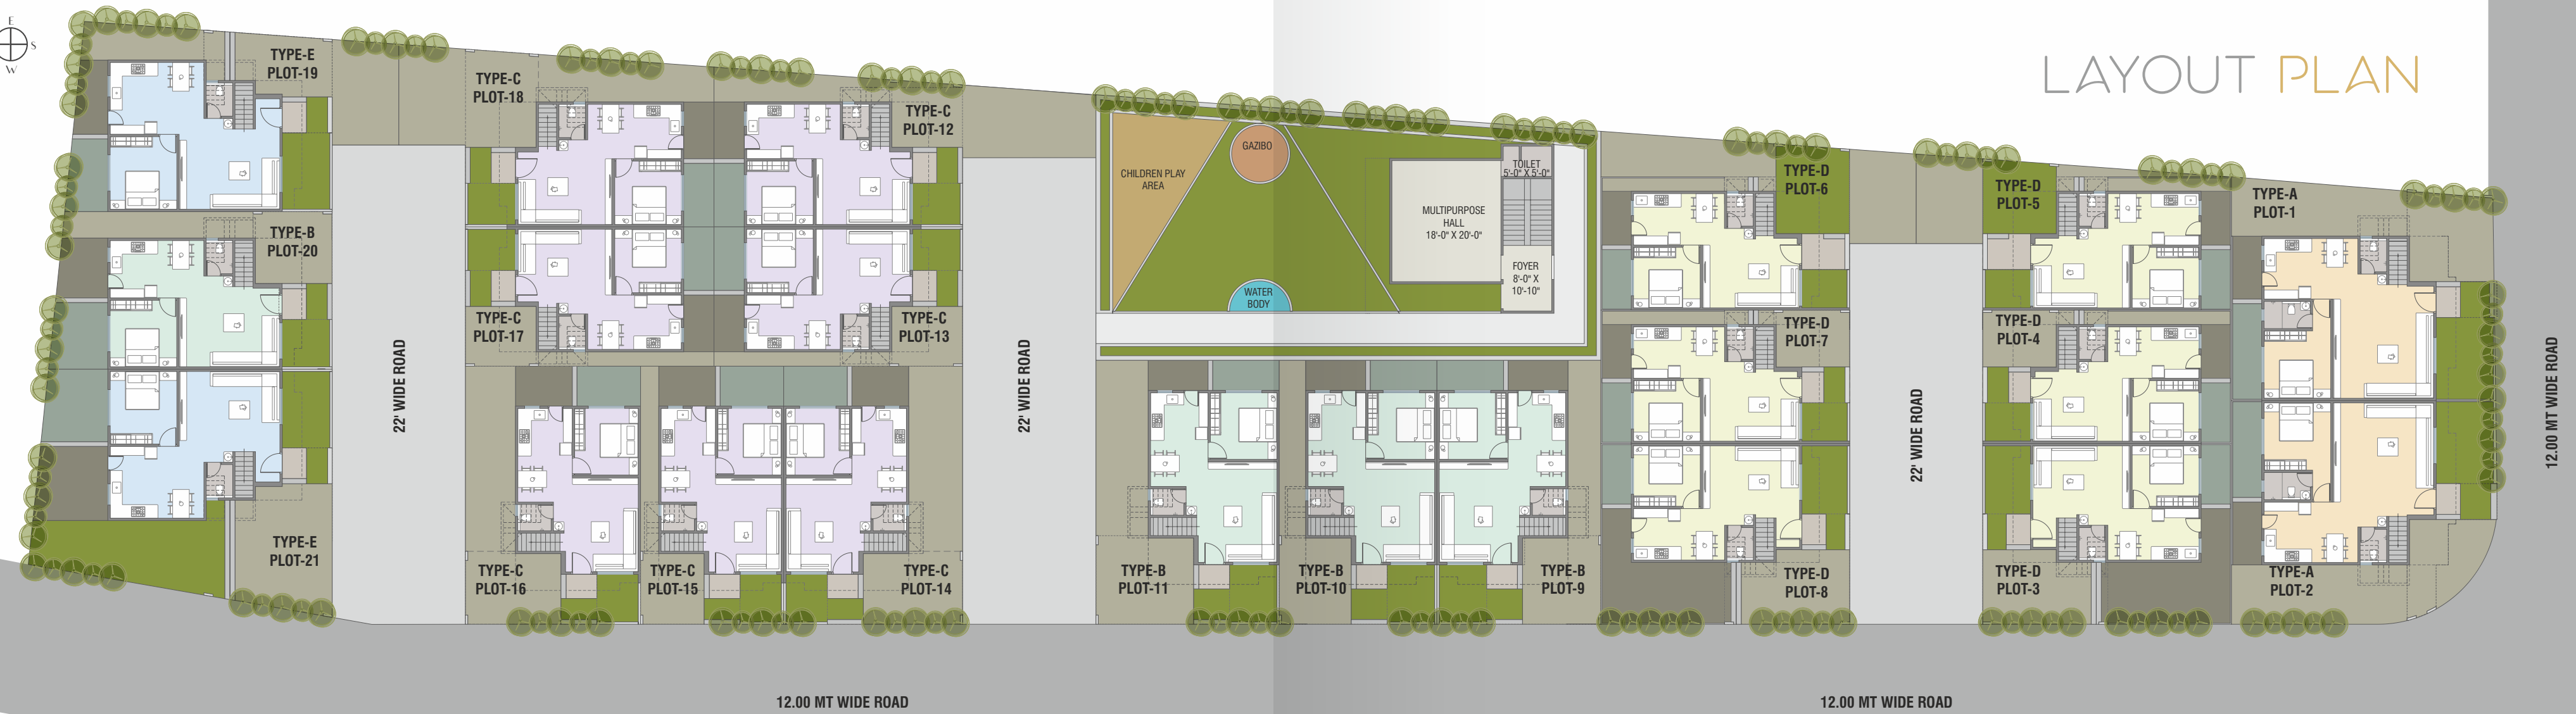 E
S
W
LAYOUT PLAN
TYPE-E
PLOT-19
TYPE-B
PLOT-20
TYPE-E
PLOT-21
22' WIDE ROAD
TYPE-C
PLOT-18
TYPE-C
PLOT-12
TYPE-C
PLOT-17
TYPE-C
PLOT-13
TYPE-C
PLOT-16
TYPE-C
PLOT-15
TYPE-C
PLOT-14
22' WIDE ROAD
CHILDREN PLAY
AREA
GAZIBO
WATER
BODY
MULTIPURPOSE
HALL
18'-0" X 20'-0"
TOILET
5'-0" X 5'-0"
FOYER
8'-0" X
10'-10"
TYPE-B
PLOT-11
TYPE-B
PLOT-10
TYPE-B
PLOT-9
TYPE-D
PLOT-6
TYPE-D
PLOT-7
TYPE-D
PLOT-8
22' WIDE ROAD
TYPE-D
PLOT-5
TYPE-D
PLOT-4
TYPE-D
PLOT-3
TYPE-A
PLOT-1
TYPE-A
PLOT-2
12.00 MT WIDE ROAD
12.00 MT WIDE ROAD
12.00 MT WIDE ROAD